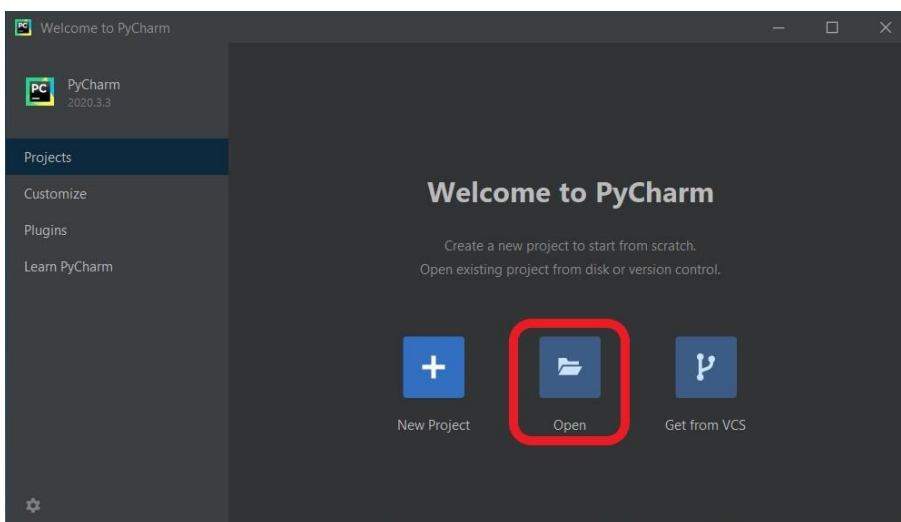 Welcome to PyCharm
PC
PyCharm
2020.3.3
Projects
Customize
Plugins
Learn PyCharm
Welcome to PyCharm
Create a new project to start from scratch.
Open existing project from disk or version control.
New Project
Open
Get from VCS